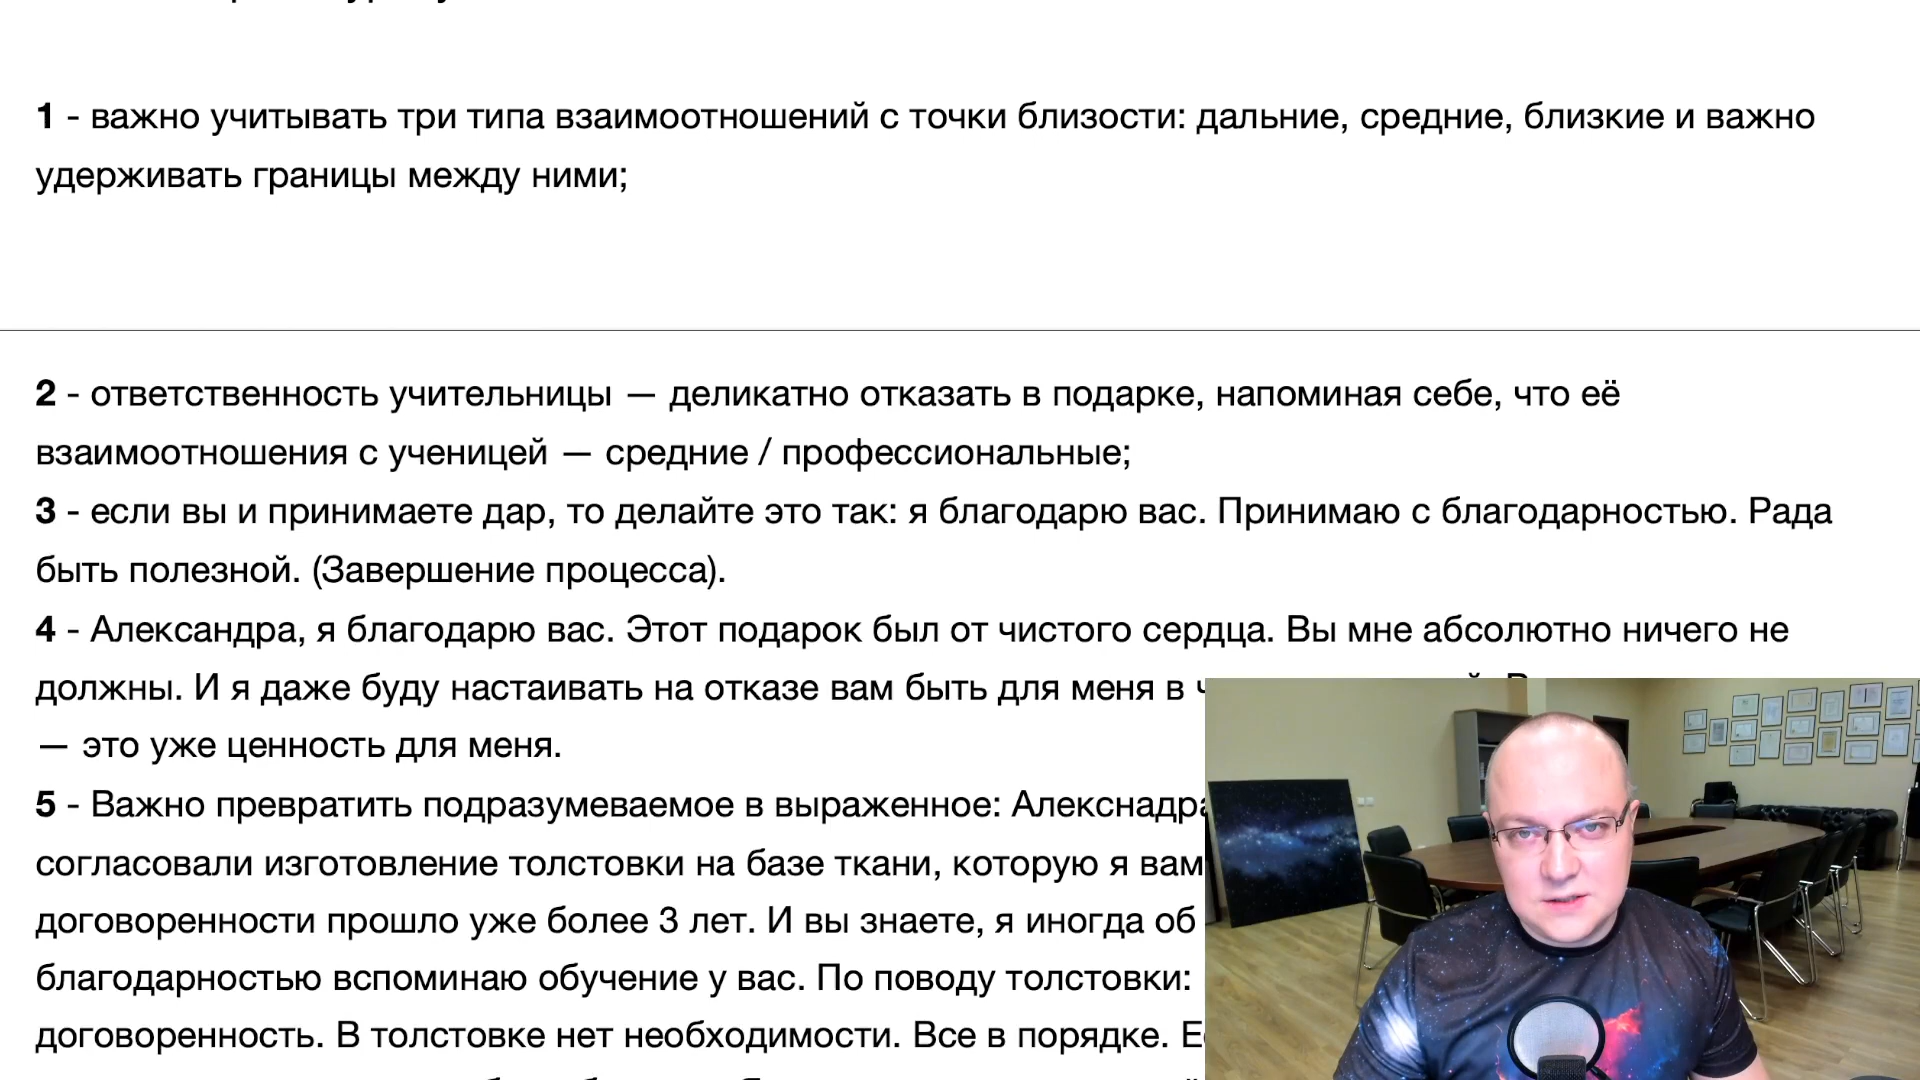 1 - важно учитывать три типа взаимоотношений с точки близости: дальние, средние, близкие и важно
удерживать границы между ними;
2 - ответственность учительницы — деликатно отказать в подарке, напоминая себе, что её
взаимоотношения с ученицей — средние / профессиональные;
3 - если вы и принимаете дар, то делайте это так: я благодарю вас. Принимаю с благодарностью. Рада
быть полезной. (Завершение процесса).
4 - Александра, я благодарю вас. Этот подарок был от чистого сердца. Вы мне абсолютно ничего не
должны. И я даже буду настаивать на отказе вам быть для меня в
— это уже ценность для меня.
5 - Важно превратить подразумеваемое в выраженное: Алекснадра
согласовали изготовление толстовки на базе ткани, которую я вам
договоренности прошло уже более 3 лет. И вы знаете, я иногда об
благодарностью вспоминаю обучение у вас. По поводу толстовки:
договоренность. В толстовке нет необходимости. Все в порядке.